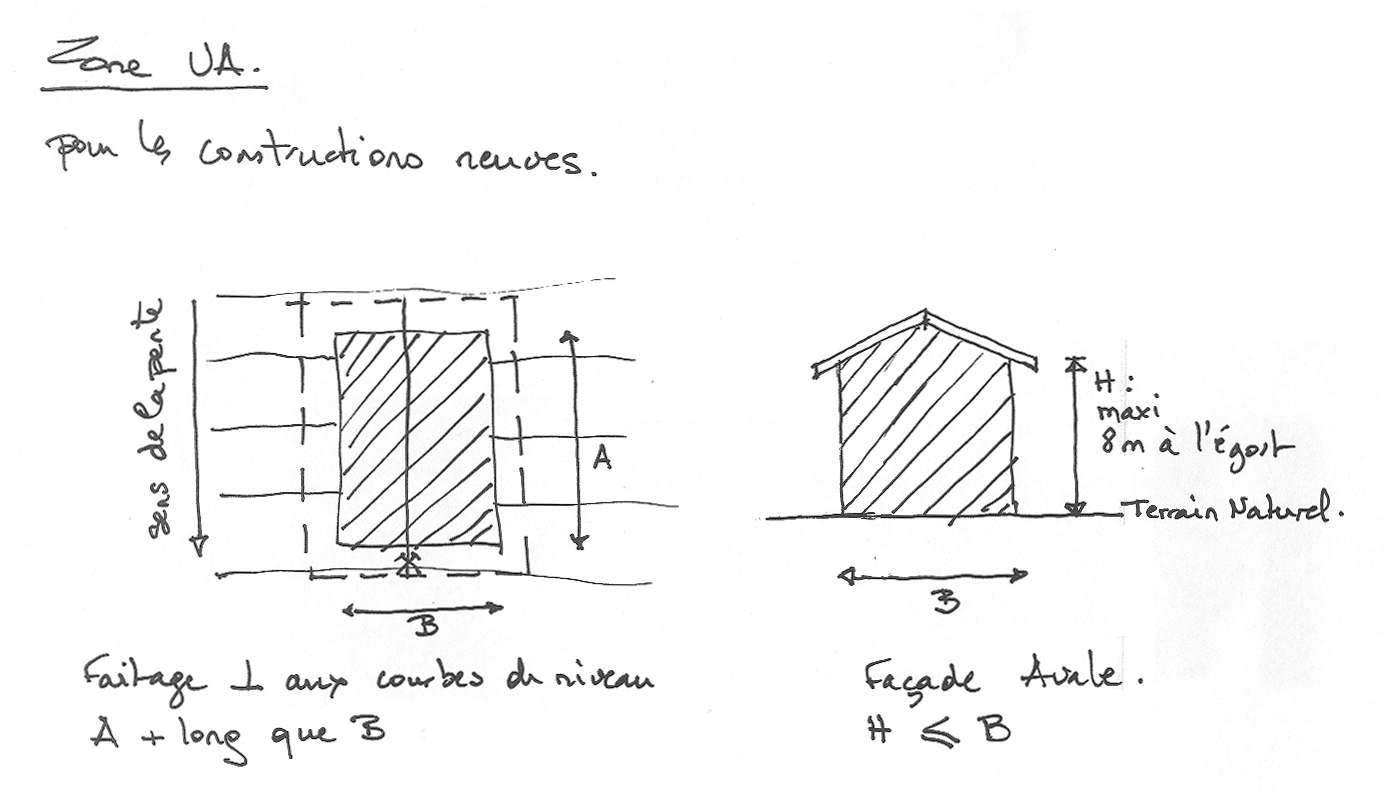 Zone UA.
pour les constructions neuves.
sens de la pente
A
B
Faitage ⊥ aux courbes de niveau
A + long que B
H :
maxi
8m à l'égout
Terrain Naturel.
B
Façade Avale.
H ⩽ B